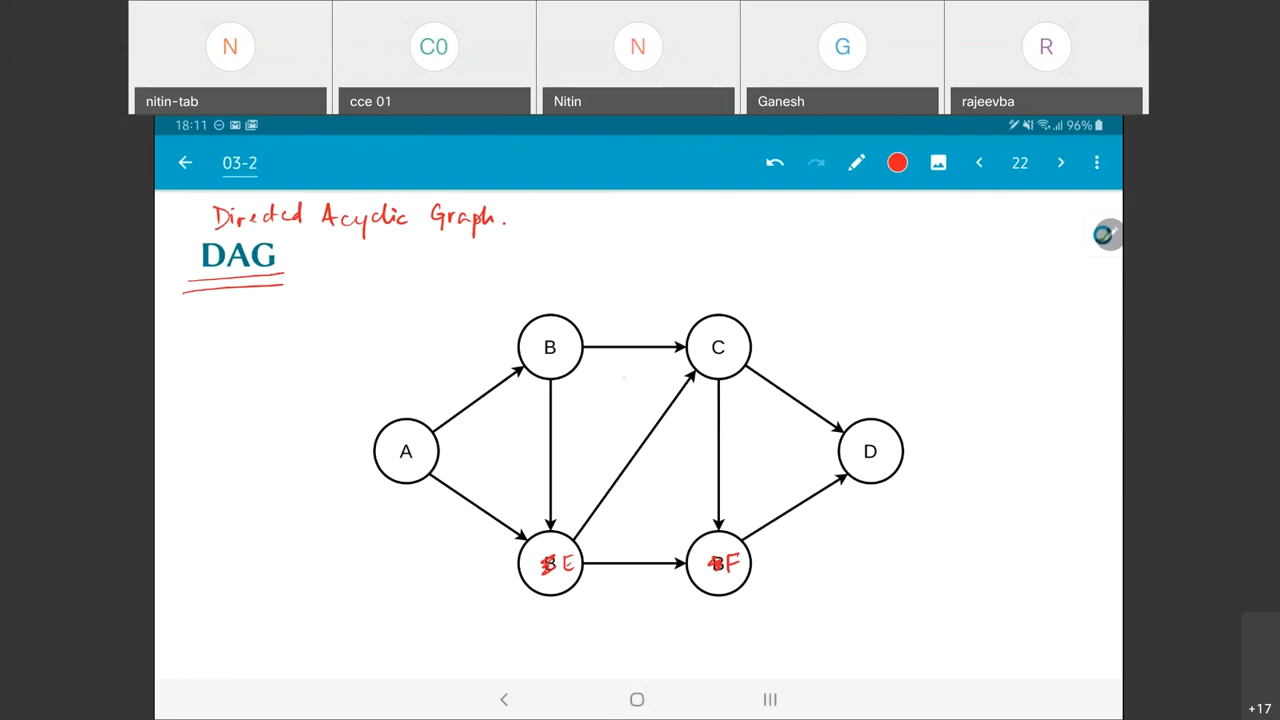 N C0 N G R
nitin-tab cce 01 Nitin Ganesh rajeevba
18:11 96%
03-2 22
Directed Acyclic Graph.
DAG
B C
A D
E F
+17